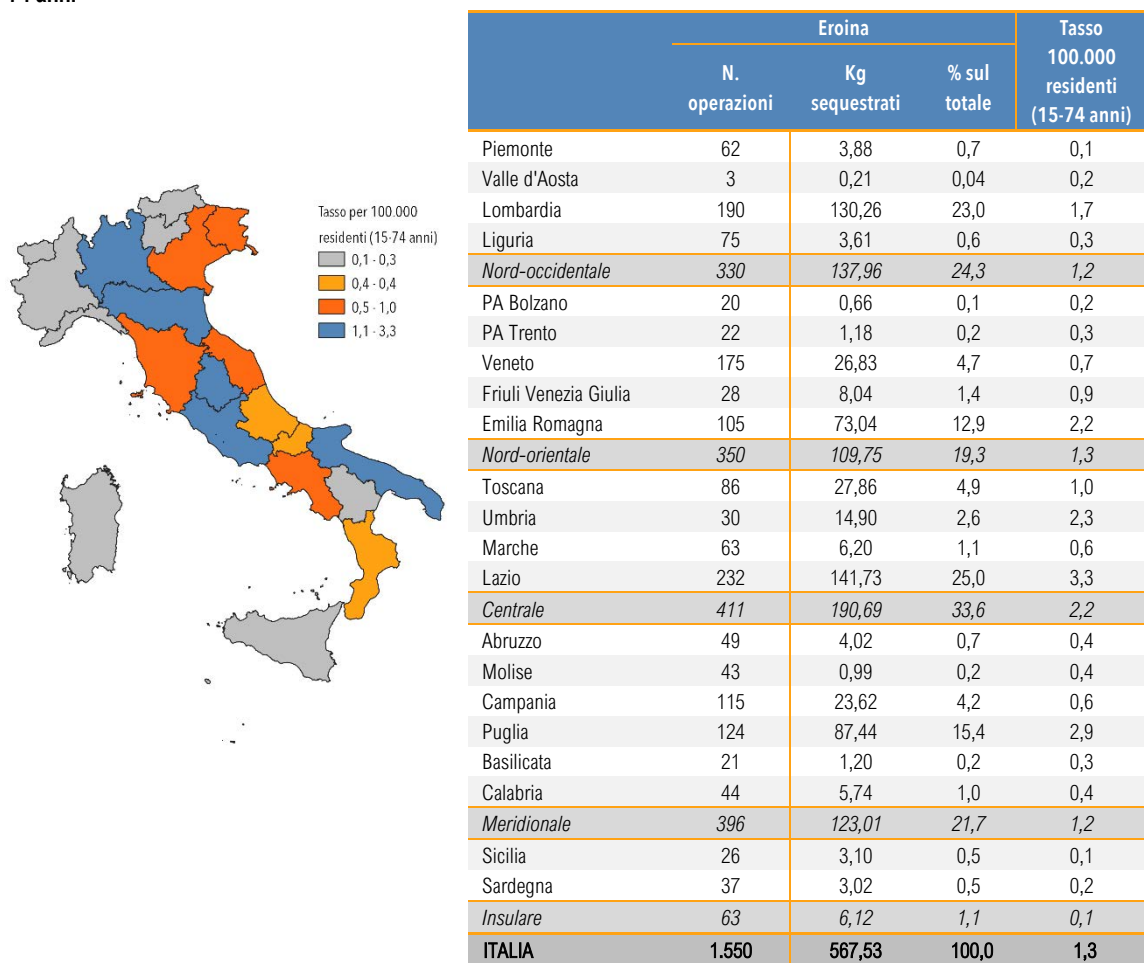 Tasso per 100.000
residenti (15-74 anni)
0,1 - 0,3
0,4 - 0,4
0,5 - 1,0
1,1 - 3,3
Eroina
Tasso
100.000
residenti
(15-74 anni)
N.
operazioni
Kg
sequestrati
% sul
totale
Piemonte 62 3,88 0,7 0,1
Valle d'Aosta 3 0,21 0,04 0,2
Lombardia 190 130,26 23,0 1,7
Liguria 75 3,61 0,6 0,3
Nord-occidentale 330 137,96 24,3 1,2
PA Bolzano 20 0,66 0,1 0,2
PA Trento 22 1,18 0,2 0,3
Veneto 175 26,83 4,7 0,7
Friuli Venezia Giulia 28 8,04 1,4 0,9
Emilia Romagna 105 73,04 12,9 2,2
Nord-orientale 350 109,75 19,3 1,3
Toscana 86 27,86 4,9 1,0
Umbria 30 14,90 2,6 2,3
Marche 63 6,20 1,1 0,6
Lazio 232 141,73 25,0 3,3
Centrale 411 190,69 33,6 2,2
Abruzzo 49 4,02 0,7 0,4
Molise 43 0,99 0,2 0,4
Campania 115 23,62 4,2 0,6
Puglia 124 87,44 15,4 2,9
Basilicata 21 1,20 0,2 0,3
Calabria 44 5,74 1,0 0,4
Meridionale 396 123,01 21,7 1,2
Sicilia 26 3,10 0,5 0,1
Sardegna 37 3,02 0,5 0,2
Insulare 63 6,12 1,1 0,1
ITALIA 1.550 567,53 100,0 1,3